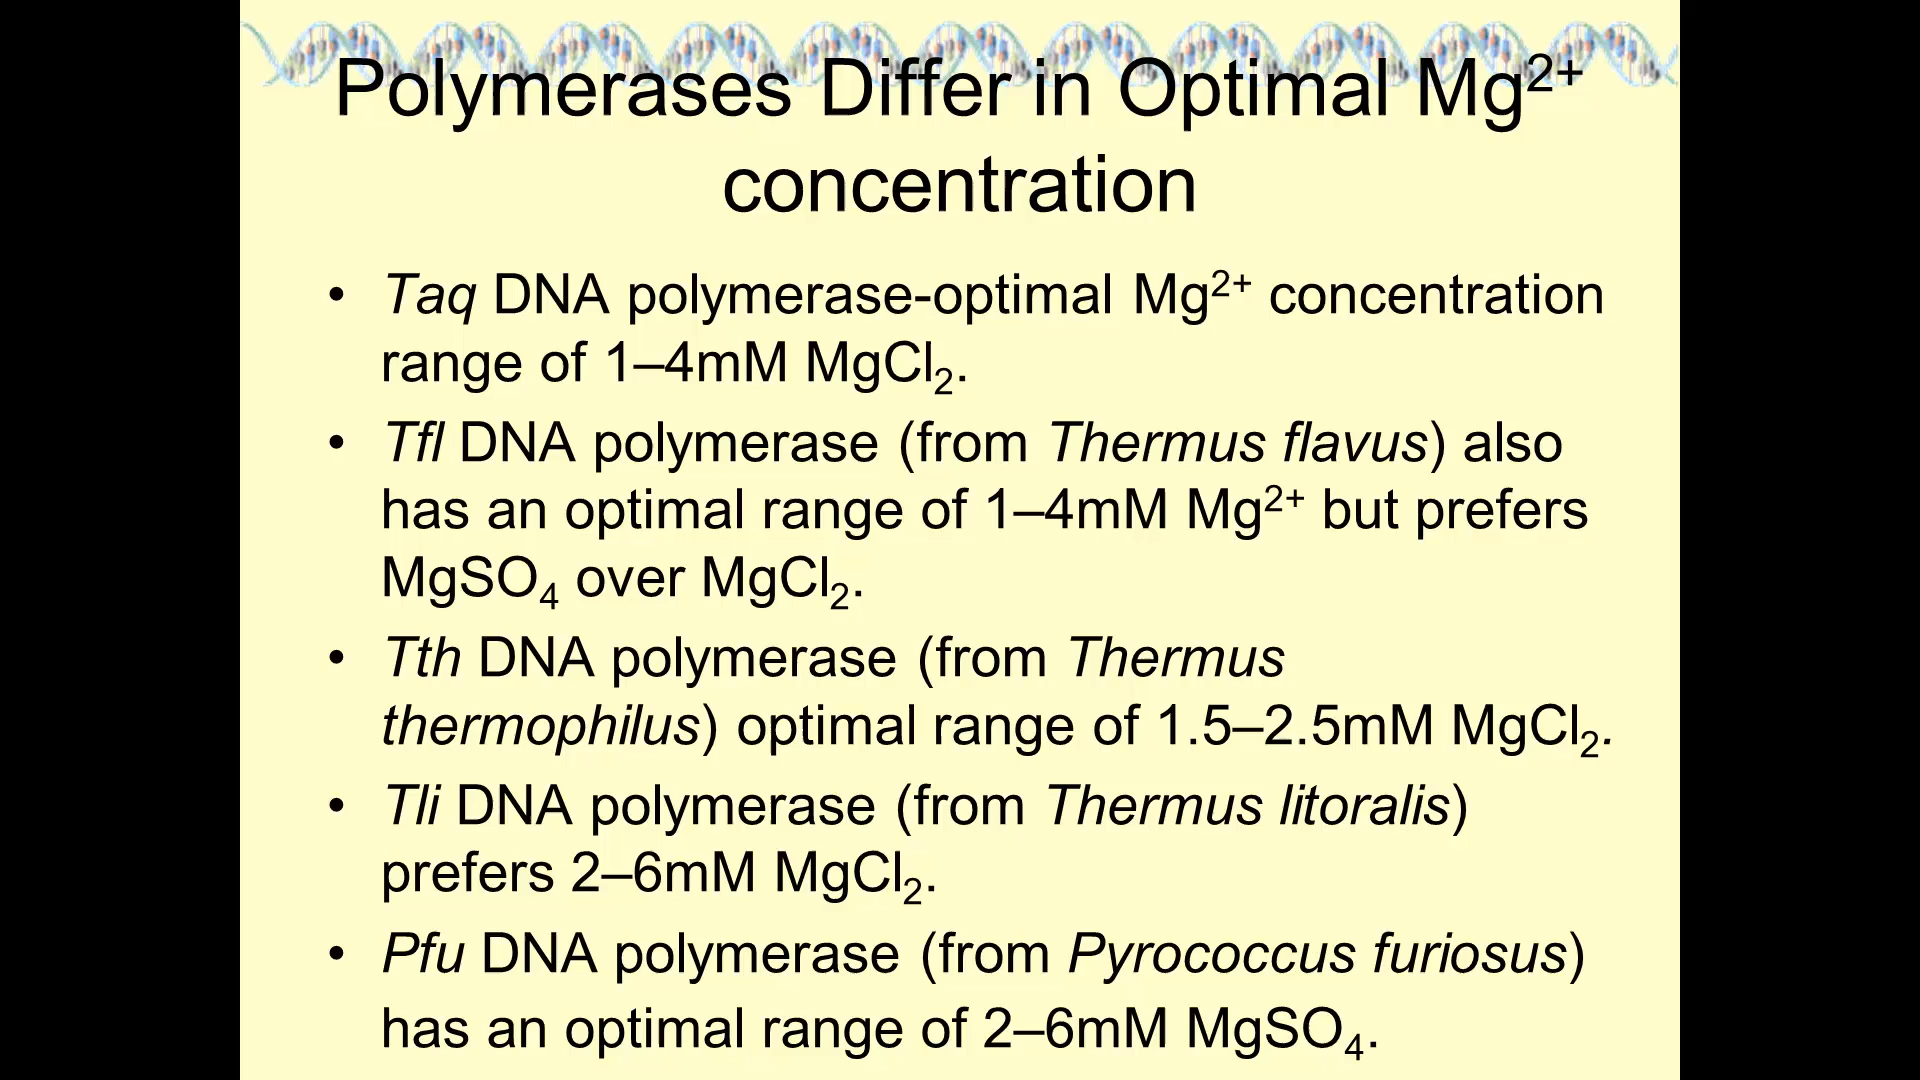 Polymerases Differ in Optimal Mg²⁺
concentration
• Taq DNA polymerase-optimal Mg²⁺ concentration
range of 1–4mM MgCl₂.
• Tfl DNA polymerase (from Thermus flavus) also
has an optimal range of 1–4mM Mg²⁺ but prefers
MgSO₄ over MgCl₂.
• Tth DNA polymerase (from Thermus
thermophilus) optimal range of 1.5–2.5mM MgCl₂.
• Tli DNA polymerase (from Thermus litoralis)
prefers 2–6mM MgCl₂.
• Pfu DNA polymerase (from Pyrococcus furiosus)
has an optimal range of 2–6mM MgSO₄.